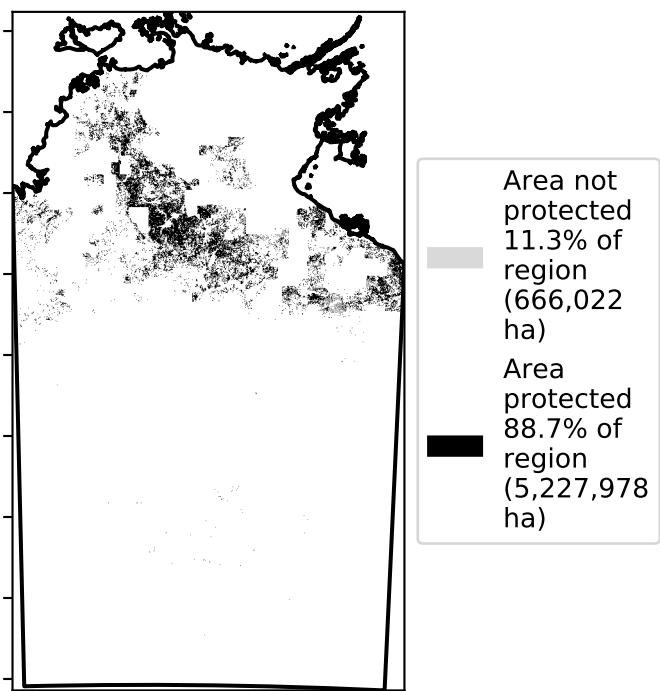 Area not
protected
11.3% of
region
(666,022
ha)
Area
protected
88.7% of
region
(5,227,978
ha)